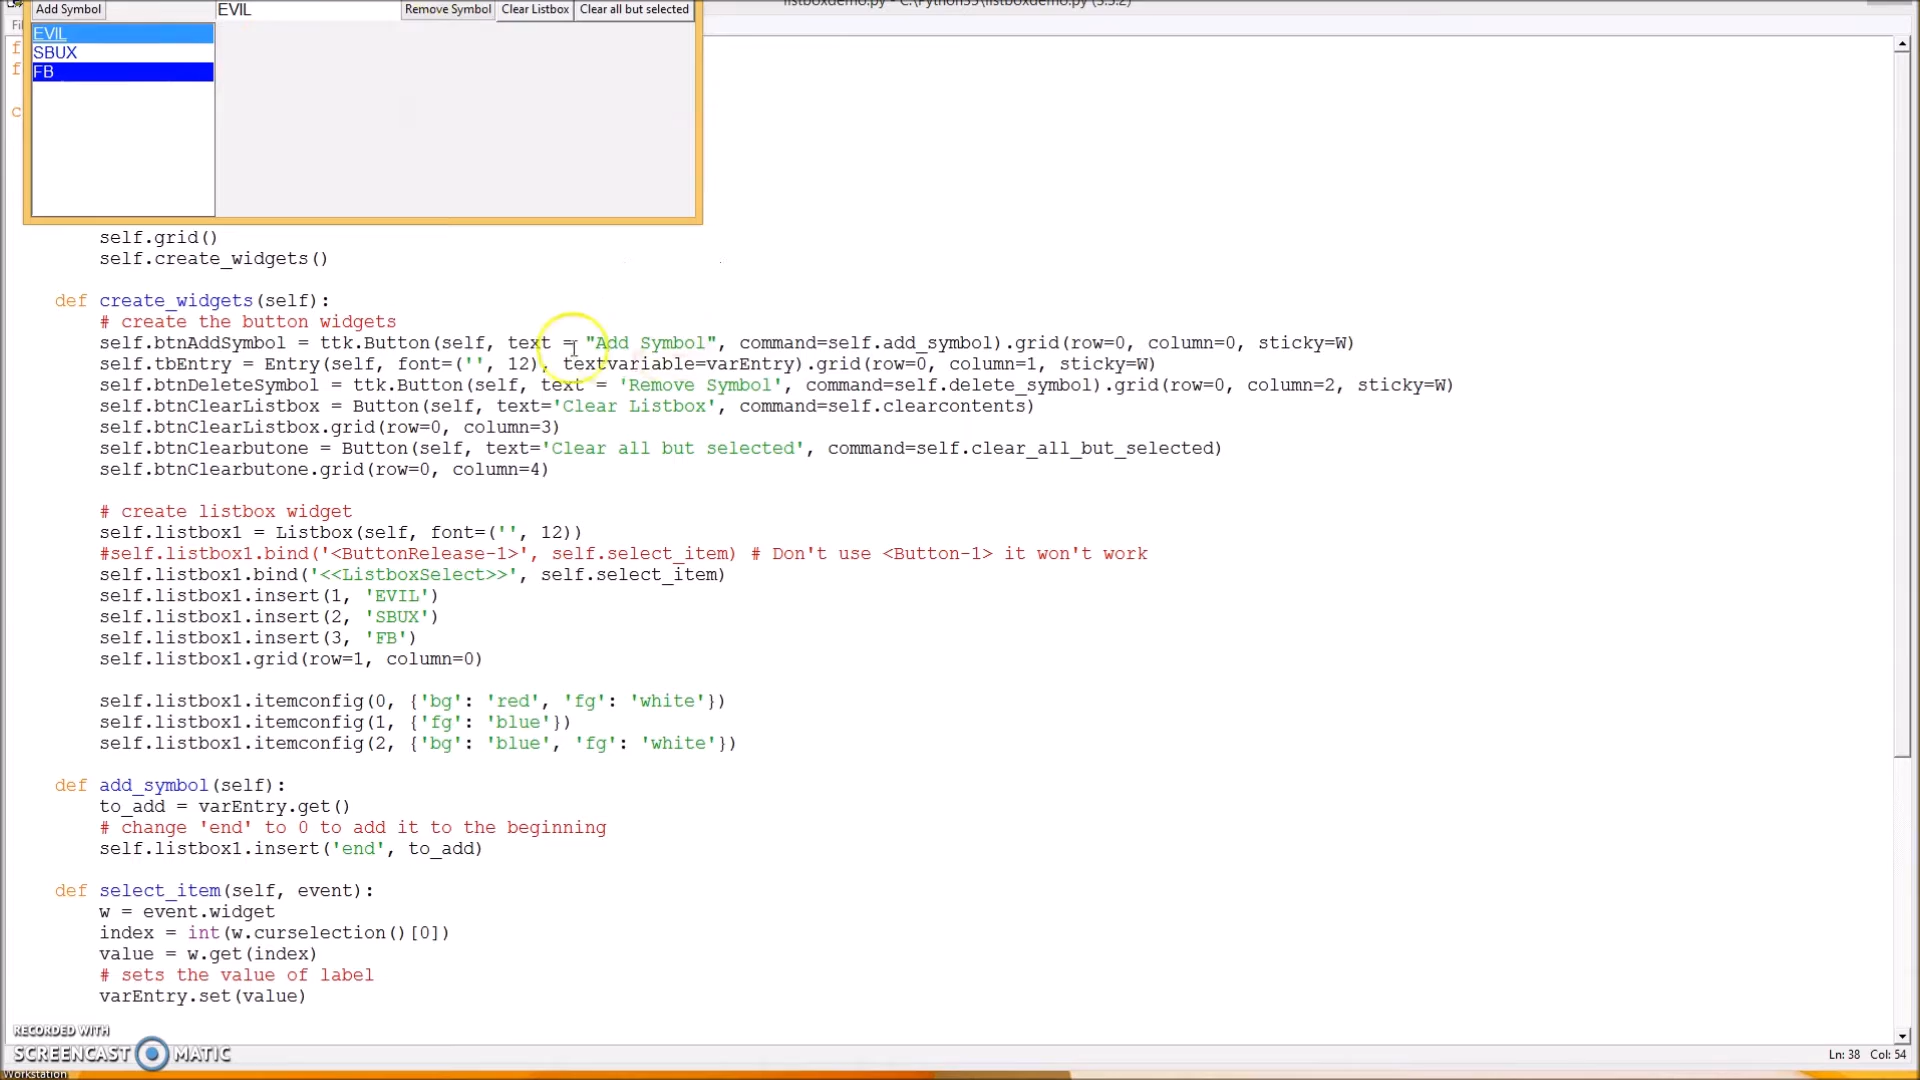 listboxdemo.py - C:\Python35\listboxdemo.py (3.5.2)
Add Symbol EVIL Remove Symbol Clear Listbox Clear all but selected
EVIL
SBUX
FB
f
f
c
self.grid()
self.create_widgets()
def create_widgets(self):
# create the button widgets
self.btnAddSymbol = ttk.Button(self, text = "Add Symbol", command=self.add_symbol).grid(row=0, column=0, sticky=W)
self.tbEntry = Entry(self, font=('', 12), textvariable=varEntry).grid(row=0, column=1, sticky=W)
self.btnDeleteSymbol = ttk.Button(self, text = 'Remove Symbol', command=self.delete_symbol).grid(row=0, column=2, sticky=W)
self.btnClearListbox = Button(self, text='Clear Listbox', command=self.clearcontents)
self.btnClearListbox.grid(row=0, column=3)
self.btnClearbutone = Button(self, text='Clear all but selected', command=self.clear_all_but_selected)
self.btnClearbutone.grid(row=0, column=4)
# create listbox widget
self.listbox1 = Listbox(self, font=('', 12))
#self.listbox1.bind('<ButtonRelease-1>', self.select_item) # Don't use <Button-1> it won't work
self.listbox1.bind('<<ListboxSelect>>', self.select_item)
self.listbox1.insert(1, 'EVIL')
self.listbox1.insert(2, 'SBUX')
self.listbox1.insert(3, 'FB')
self.listbox1.grid(row=1, column=0)
self.listbox1.itemconfig(0, {'bg': 'red', 'fg': 'white'})
self.listbox1.itemconfig(1, {'fg': 'blue'})
self.listbox1.itemconfig(2, {'bg': 'blue', 'fg': 'white'})
def add_symbol(self):
to_add = varEntry.get()
# change 'end' to 0 to add it to the beginning
self.listbox1.insert('end', to_add)
def select_item(self, event):
w = event.widget
index = int(w.curselection()[0])
value = w.get(index)
# sets the value of label
varEntry.set(value)
RECORDED WITH
SCREENCAST MATIC
Ln: 38 Col: 54
Workstation